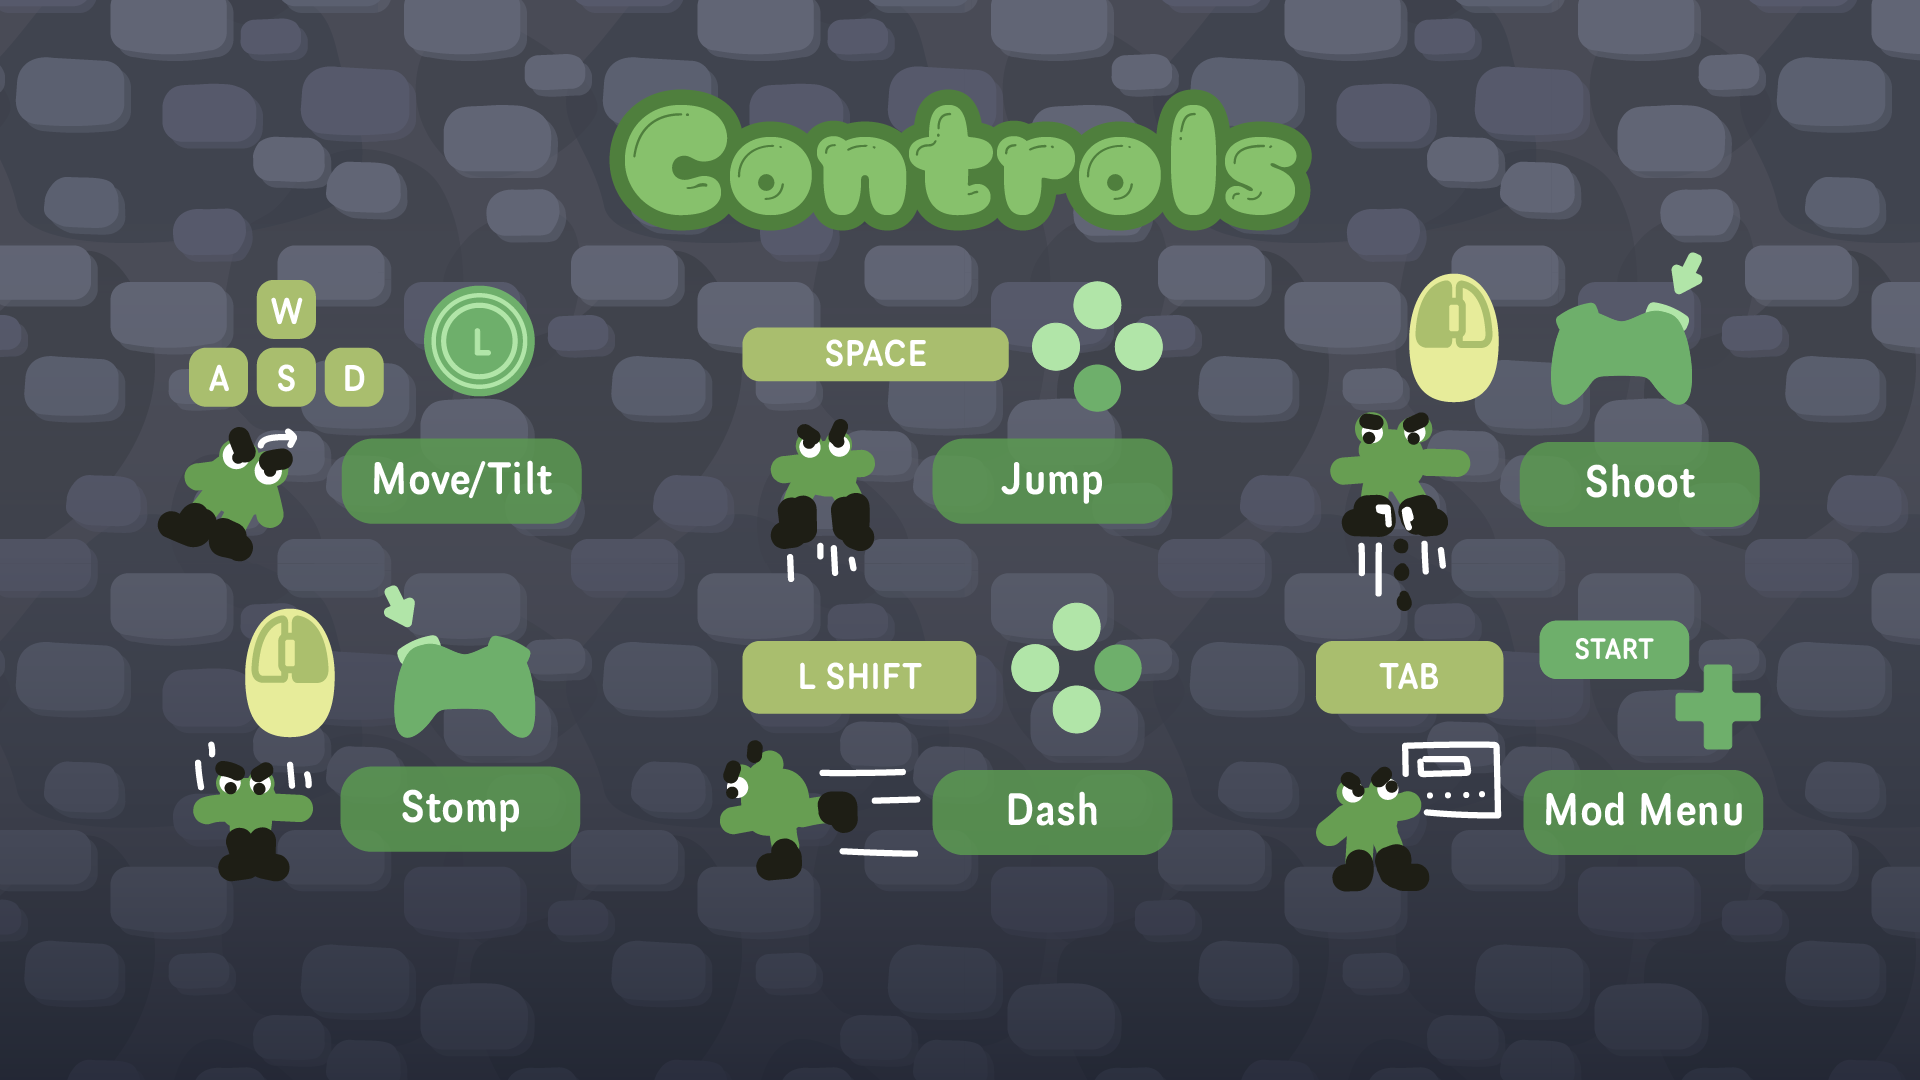 Controls
W
A S D
L
Move/Tilt
SPACE
Jump
Shoot
Stomp
L SHIFT
Dash
TAB
START
Mod Menu